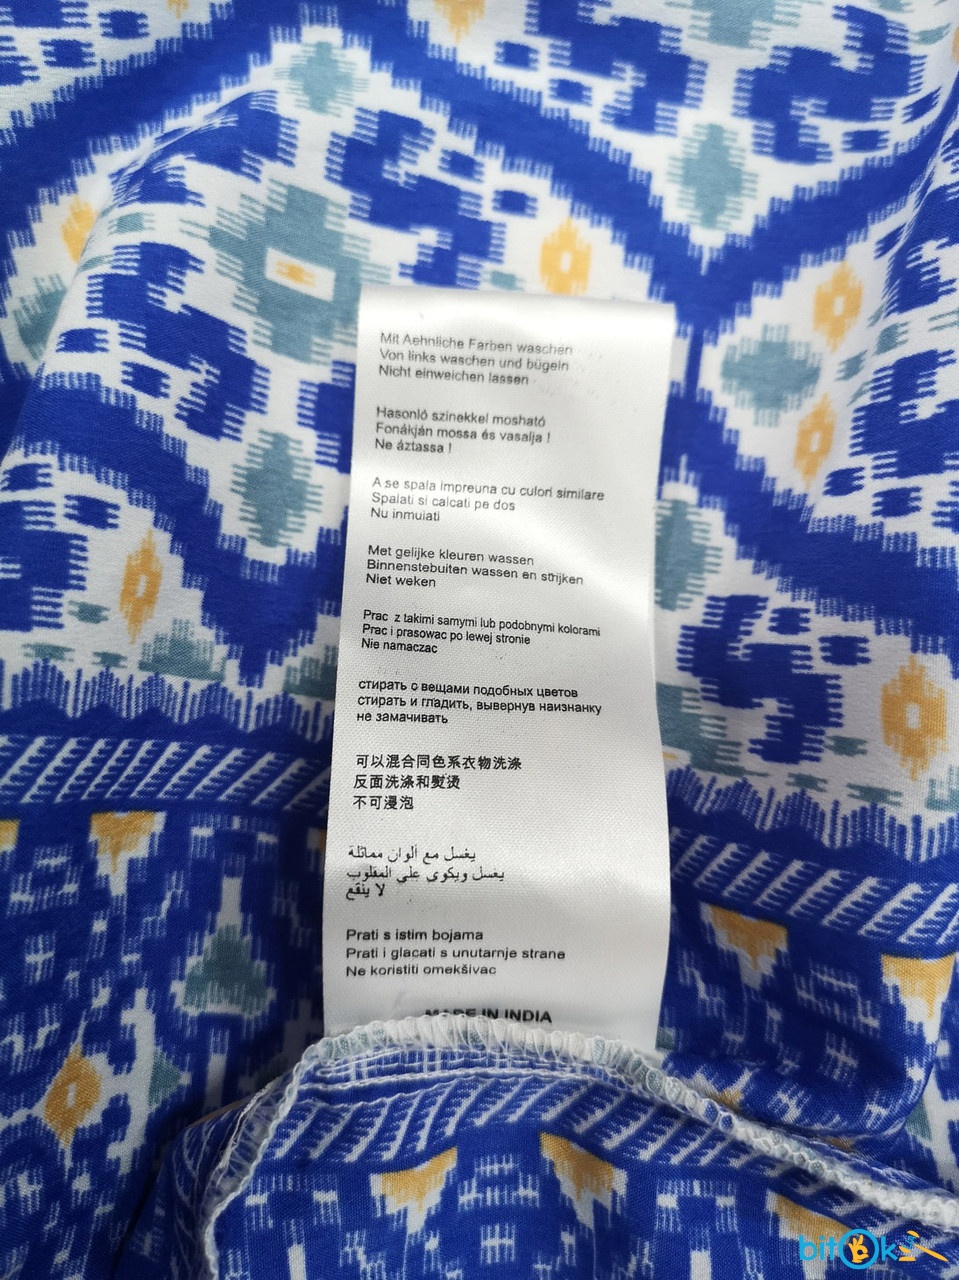 Mit Aehnliche Farben waschen
Von links waschen und bügeln
Nicht einweichen lassen
Hasonló szinekkel mosható
Fonákján mossa és vasalja !
Ne áztassa !
A se spala impreuna cu culori similare
Spalati si calcati pe dos
Nu inmuiati
Met gelijke kleuren wassen
Binnenstebuiten wassen en strijken
Niet weken
Prac z takimi samymi lub podobnymi kolorami
Prac i prasowac po lewej stronie
Nie namaczac
стирать с вещами подобных цветов
стирать и гладить, вывернув наизнанку
не замачивать
可以混合同色系衣物洗涤
反面洗涤和熨烫
不可浸泡
يغسل مع ألوان مماثلة
يغسل ويكوى على المقلوب
لا ينقع
Prati s istim bojama
Prati i glacati s unutarnje strane
Ne koristiti omekšivac
MADE IN INDIA
bitOk